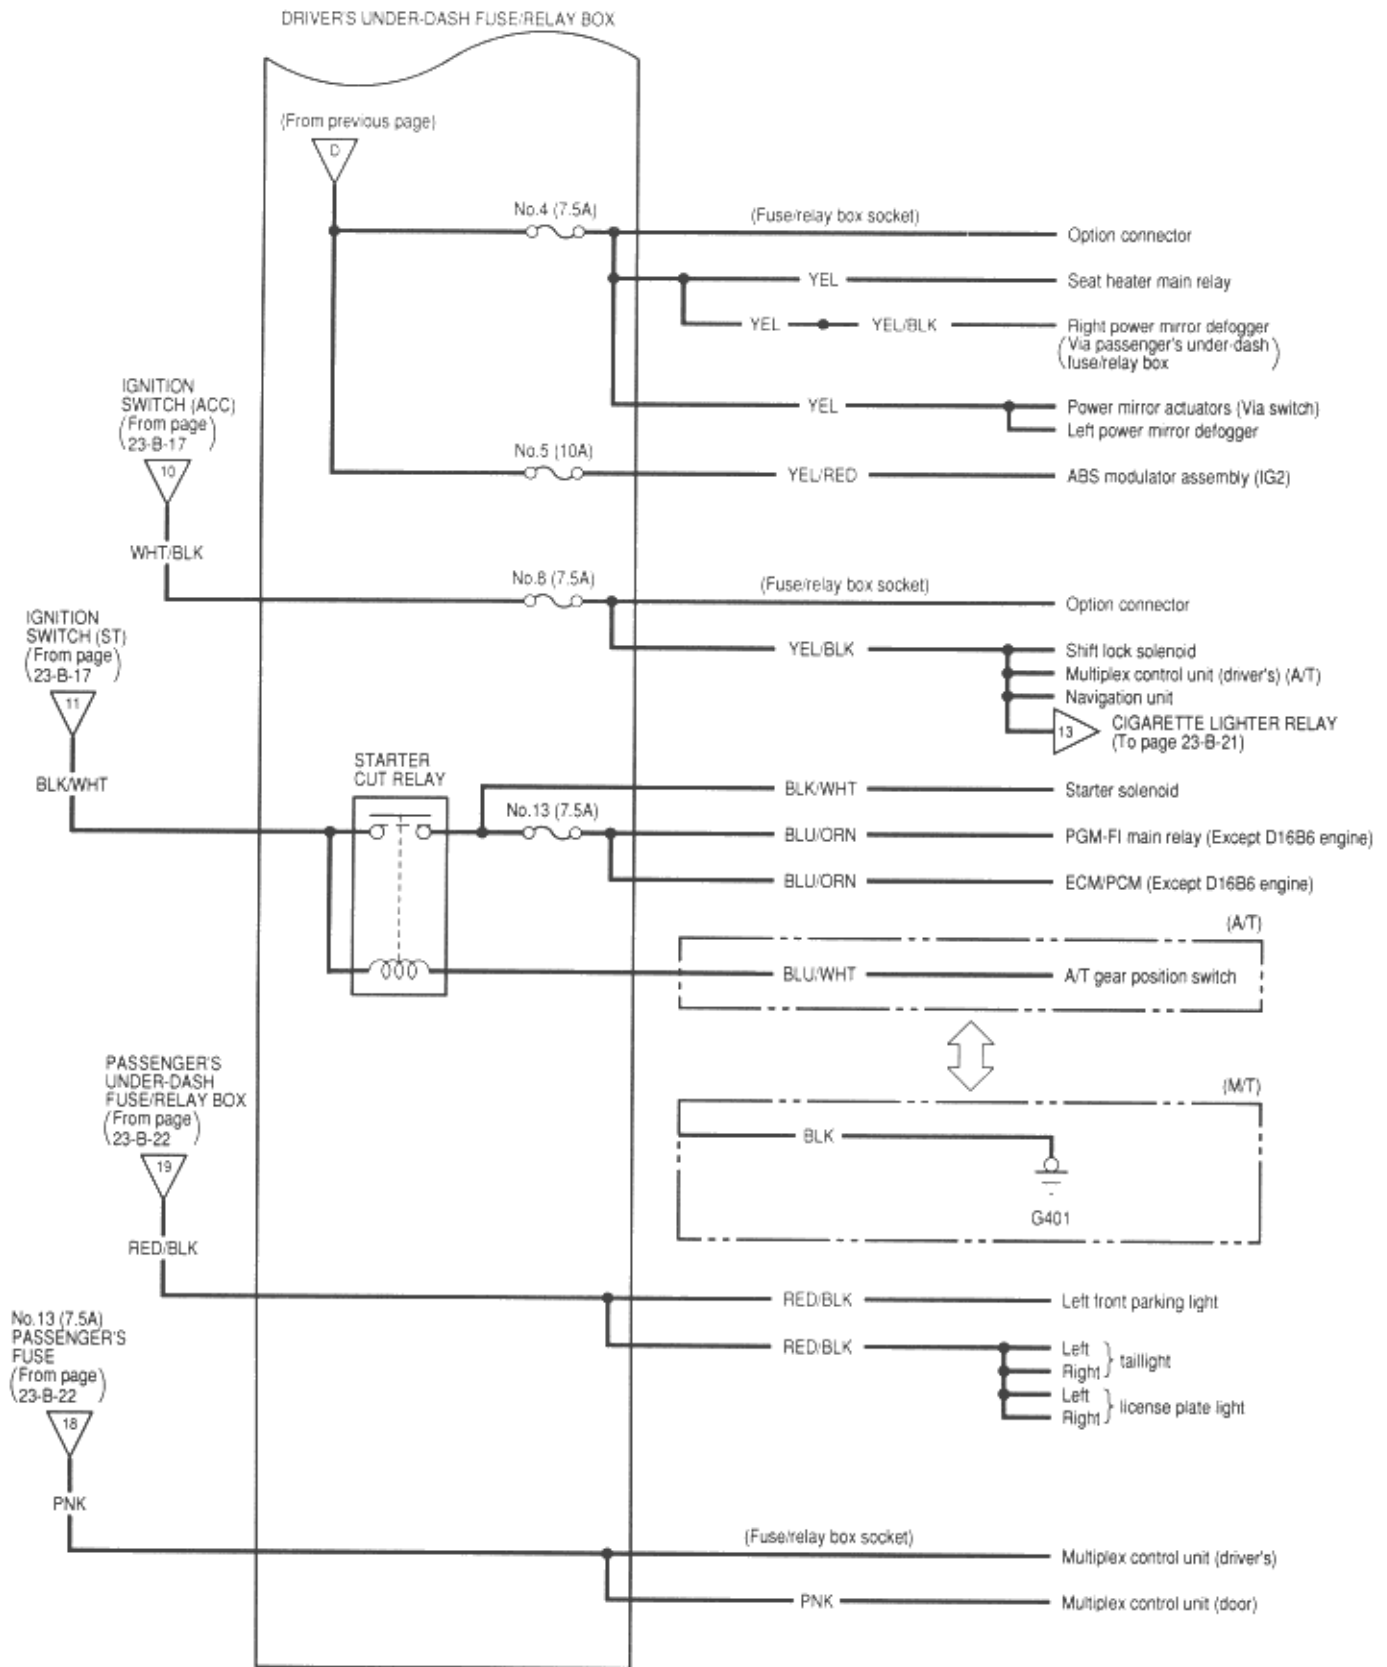 DRIVER'S UNDER-DASH FUSE/RELAY BOX
(From previous page)
D
No.4 (7.5A)
(Fuse/relay box socket)
Option connector
YEL
Seat heater main relay
YEL
YEL/BLK
Right power mirror defogger
(Via passenger's under-dash
fuse/relay box)
IGNITION
SWITCH (ACC)
(From page
23-B-17)
10
YEL
Power mirror actuators (Via switch)
Left power mirror defogger
No.5 (10A)
YEL/RED
ABS modulator assembly (IG2)
WHT/BLK
No.8 (7.5A)
(Fuse/relay box socket)
Option connector
IGNITION
SWITCH (ST)
(From page
23-B-17)
11
YEL/BLK
Shift lock solenoid
Multiplex control unit (driver's) (A/T)
Navigation unit
13
CIGARETTE LIGHTER RELAY
(To page 23-B-21)
BLK/WHT
STARTER
CUT RELAY
BLK/WHT
Starter solenoid
No.13 (7.5A)
BLU/ORN
PGM-FI main relay (Except D16B6 engine)
BLU/ORN
ECM/PCM (Except D16B6 engine)
(A/T)
BLU/WHT
A/T gear position switch
(M/T)
BLK
G401
PASSENGER'S
UNDER-DASH
FUSE/RELAY BOX
(From page
23-B-22)
19
RED/BLK
RED/BLK
Left front parking light
RED/BLK
Left
Right
taillight
Left
Right
license plate light
No.13 (7.5A)
PASSENGER'S
FUSE
(From page
23-B-22)
18
PNK
(Fuse/relay box socket)
Multiplex control unit (driver's)
PNK
Multiplex control unit (door)